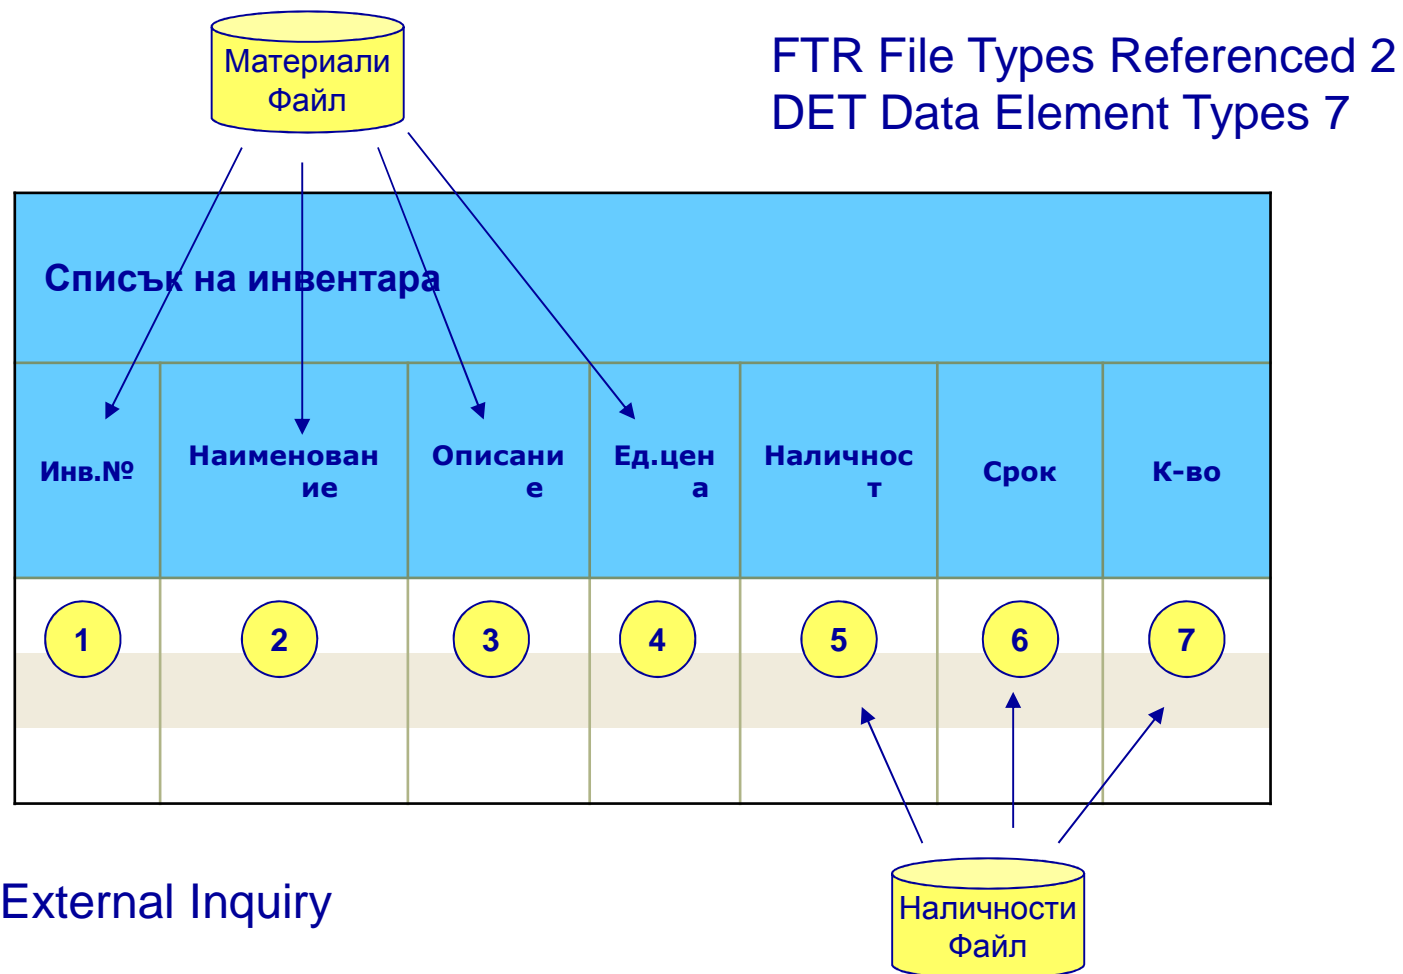 Материали
Файл
FTR File Types Referenced 2
DET Data Element Types 7
Списък на инвентара
Инв.№
Наименован
ие
Описани
е
Ед.цен
а
Наличнос
т
Срок
К-во
1
2
3
4
5
6
7
External Inquiry
Наличности
Файл